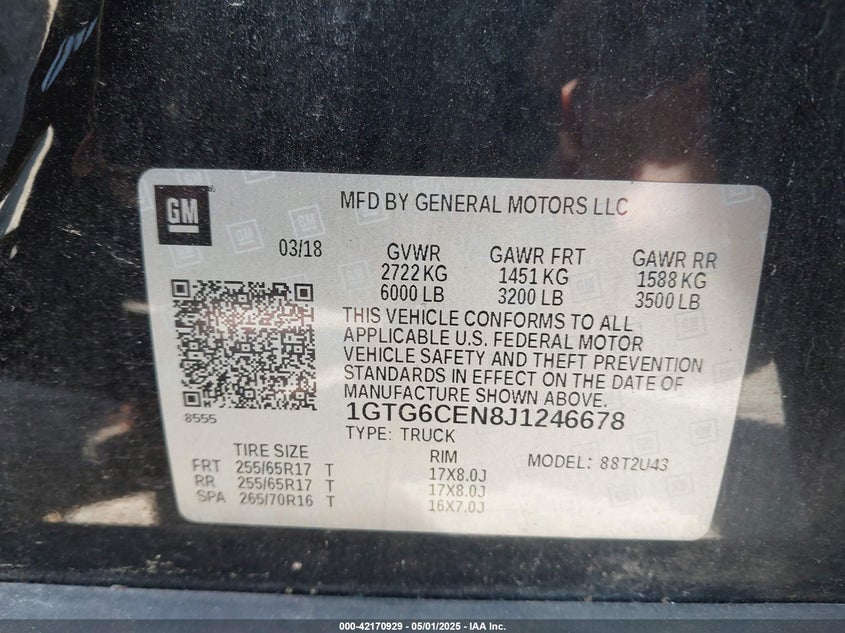 GM
MFD BY GENERAL MOTORS LLC
03/18
GVWR GAWR FRT GAWR RR
2722 KG 1451 KG 1588 KG
6000 LB 3200 LB 3500 LB
THIS VEHICLE CONFORMS TO ALL
APPLICABLE U.S. FEDERAL MOTOR
VEHICLE SAFETY AND THEFT PREVENTION
STANDARDS IN EFFECT ON THE DATE OF
MANUFACTURE SHOWN ABOVE.
8555
1GTG6CEN8J1246678
TYPE: TRUCK
TIRE SIZE RIM MODEL: 88T2U43
FRT 255/65R17 T 17X8.0J
RR 255/65R17 T 17X8.0J
SPA 265/70R16 T 16X7.0J
000-42170929 - 05/01/2025 - IAA Inc.